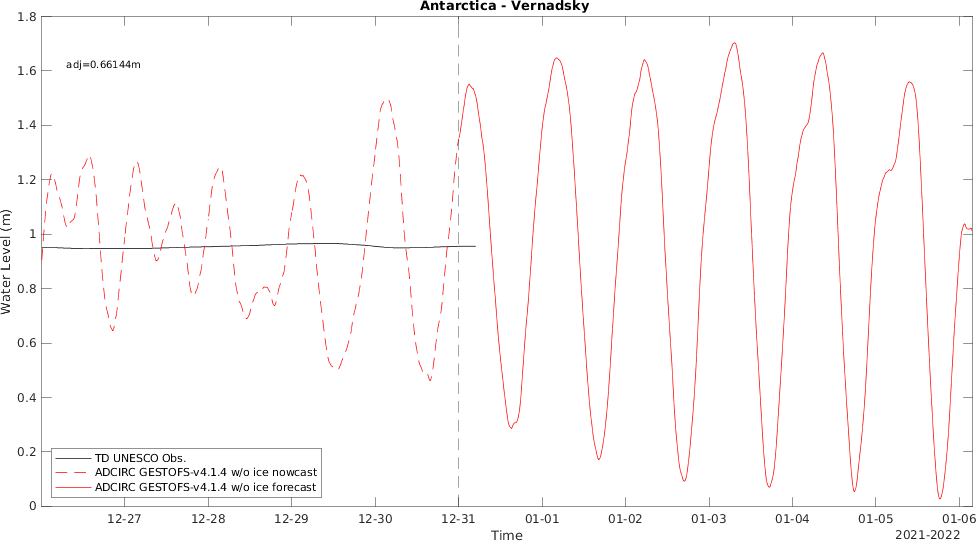 Antarctica - Vernadsky
1.8
1.6
1.4
1.2
1
0.8
0.6
0.4
0.2
0
Water Level (m)
adj=0.66144m
TD UNESCO Obs.
ADCIRC GESTOFS-v4.1.4 w/o ice nowcast
ADCIRC GESTOFS-v4.1.4 w/o ice forecast
12-27 12-28 12-29 12-30 12-31 01-01 01-02 01-03 01-04 01-05 01-06
Time
2021-2022